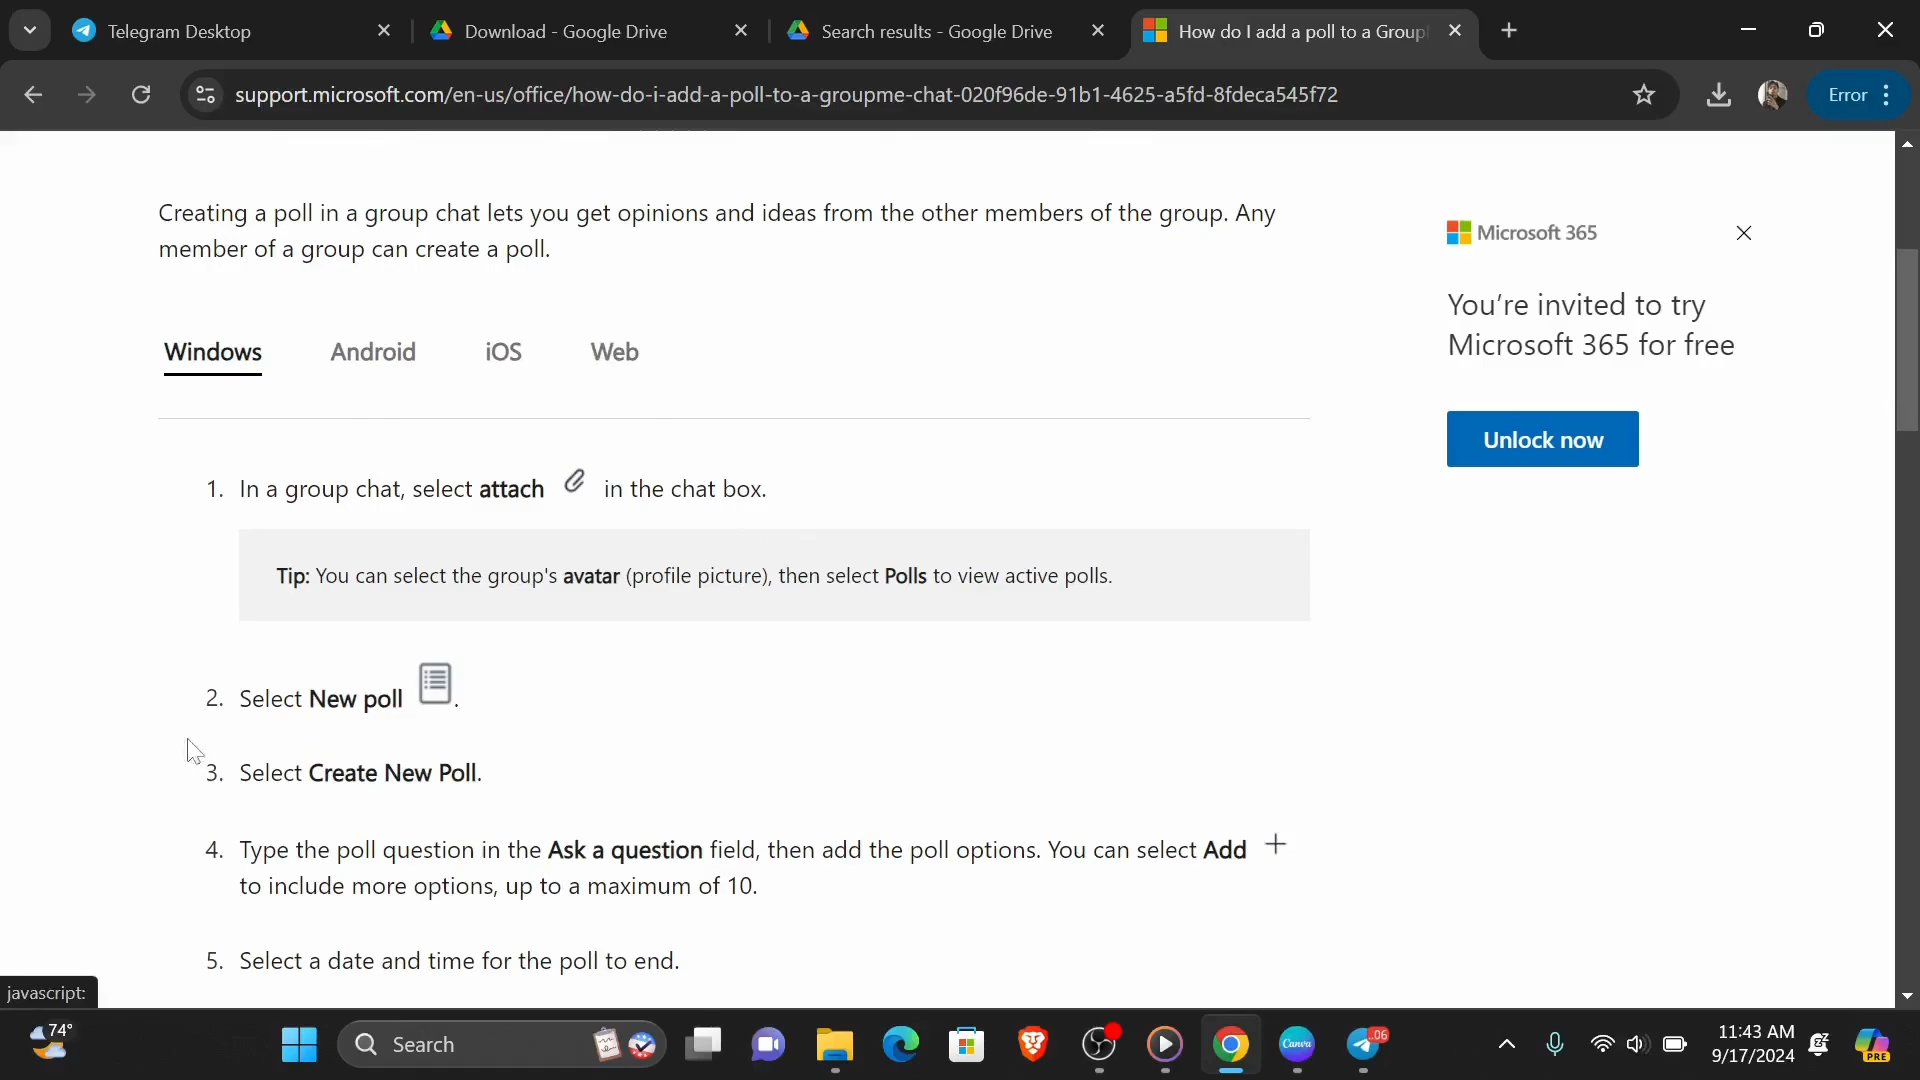 Telegram Desktop
Download - Google Drive
Search results - Google Drive
How do I add a poll to a Group
support.microsoft.com/en-us/office/how-do-i-add-a-poll-to-a-groupme-chat-020f96de-91b1-4625-a5fd-8fdeca545f72
Error
Creating a poll in a group chat lets you get opinions and ideas from the other members of the group. Any
member of a group can create a poll.
Microsoft 365
You're invited to try
Microsoft 365 for free
Unlock now
Windows Android iOS Web
1. In a group chat, select attach in the chat box.
Tip: You can select the group's avatar (profile picture), then select Polls to view active polls.
2. Select New poll .
3. Select Create New Poll.
4. Type the poll question in the Ask a question field, then add the poll options. You can select Add +
to include more options, up to a maximum of 10.
5. Select a date and time for the poll to end.
javascript:
74°
Search
Canva
.06
11:43 AM
9/17/2024
PRE